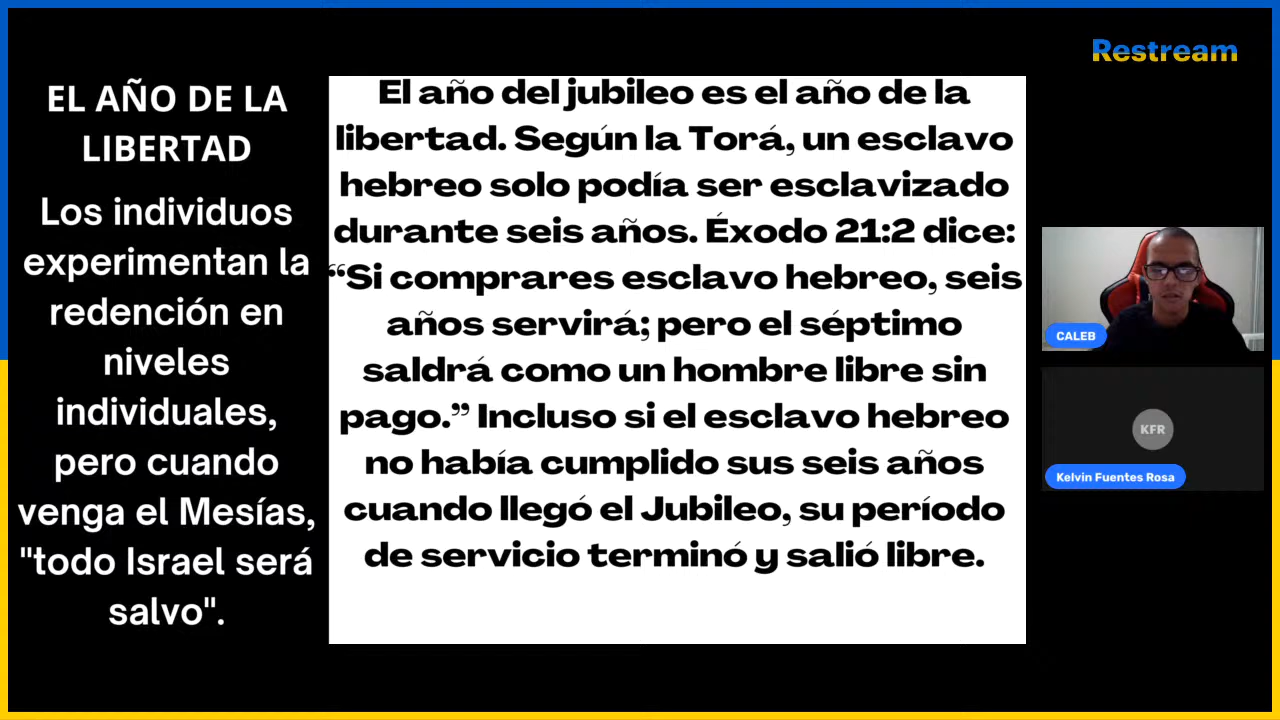 Restream
EL AÑO DE LA
LIBERTAD
Los individuos
experimentan la
redención en
niveles
individuales,
pero cuando
venga el Mesías,
"todo Israel será
salvo".
El año del jubileo es el año de la
libertad. Según la Torá, un esclavo
hebreo solo podía ser esclavizado
durante seis años. Éxodo 21:2 dice:
“Si comprares esclavo hebreo, seis
años servirá; pero el séptimo
saldrá como un hombre libre sin
pago.” Incluso si el esclavo hebreo
no había cumplido sus seis años
cuando llegó el Jubileo, su período
de servicio terminó y salió libre.
CALEB
KFR
Kelvin Fuentes Rosa